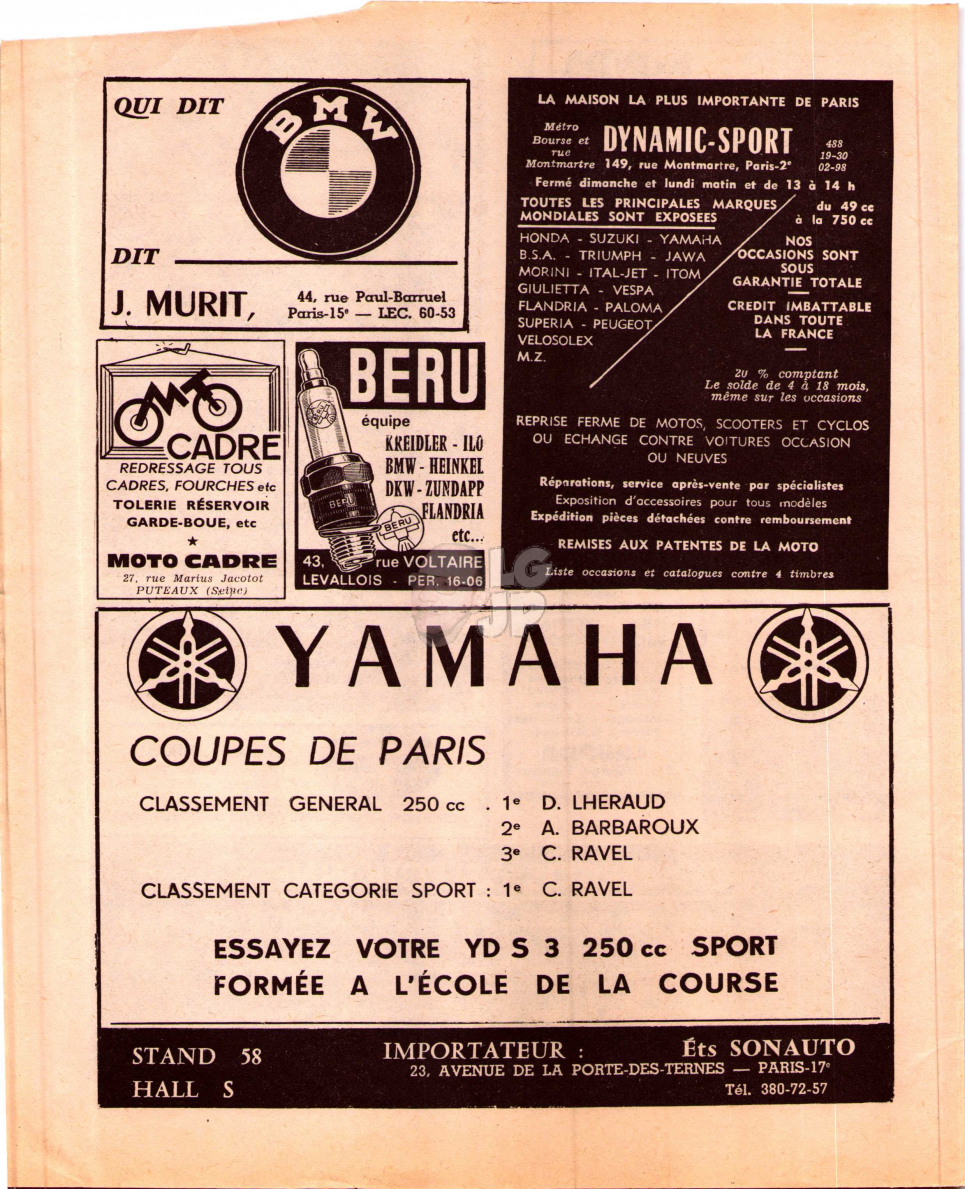 QUI DIT
BMW
DIT
J. MURIT,
44, rue Paul-Barruel
Paris-15e — LEC. 60-53
LA MAISON LA PLUS IMPORTANTE DE PARIS
Métro
Bourse et
rue
Montmartre
DYNAMIC-SPORT
149, rue Montmartre, Paris-2e
488
19-30
02-98
Fermé dimanche et lundi matin et de 13 à 14 h
TOUTES LES PRINCIPALES MARQUES
MONDIALES SONT EXPOSEES
du 49 cc
à la 750 cc
HONDA - SUZUKI - YAMAHA
B.S.A. - TRIUMPH - JAWA
MORINI - ITAL-JET - ITOM
GIULIETTA - VESPA
FLANDRIA - PALOMA
SUPERIA - PEUGEOT
VELOSOLEX
M.Z.
NOS
OCCASIONS SONT
SOUS
GARANTIE TOTALE
CREDIT IMBATTABLE
DANS TOUTE
LA FRANCE
20 % comptant
Le solde de 4 à 18 mois,
même sur les occasions
REPRISE FERME DE MOTOS, SCOOTERS ET CYCLOS
OU ECHANGE CONTRE VOITURES OCCASION
OU NEUVES
Réparations, service après-vente par spécialistes
Exposition d'accessoires pour tous modèles
Expédition pièces détachées contre remboursement
REMISES AUX PATENTES DE LA MOTO
Liste occasions et catalogues contre 4 timbres
MOTO
CADRE
REDRESSAGE TOUS
CADRES, FOURCHES etc
TOLERIE RÉSERVOIR
GARDE-BOUE, etc
★
MOTO CADRE
27, rue Marius Jacotot
PUTEAUX (Seine)
BERU
équipe
KREIDLER - ILO
BMW - HEINKEL
DKW - ZUNDAPP
FLANDRIA
etc...
BERU
BERU
43, rue VOLTAIRE
LEVALLOIS - PER. 16-06
LG
JP
YAMAHA
COUPES DE PARIS
CLASSEMENT GENERAL 250 cc . 1e D. LHERAUD
2e A. BARBAROUX
3e C. RAVEL
CLASSEMENT CATEGORIE SPORT : 1e C. RAVEL
ESSAYEZ VOTRE YD S 3 250 cc SPORT
FORMÉE A L'ÉCOLE DE LA COURSE
STAND 58
HALL S
IMPORTATEUR : Éts SONAUTO
23, AVENUE DE LA PORTE-DES-TERNES — PARIS-17e
Tél. 380-72-57